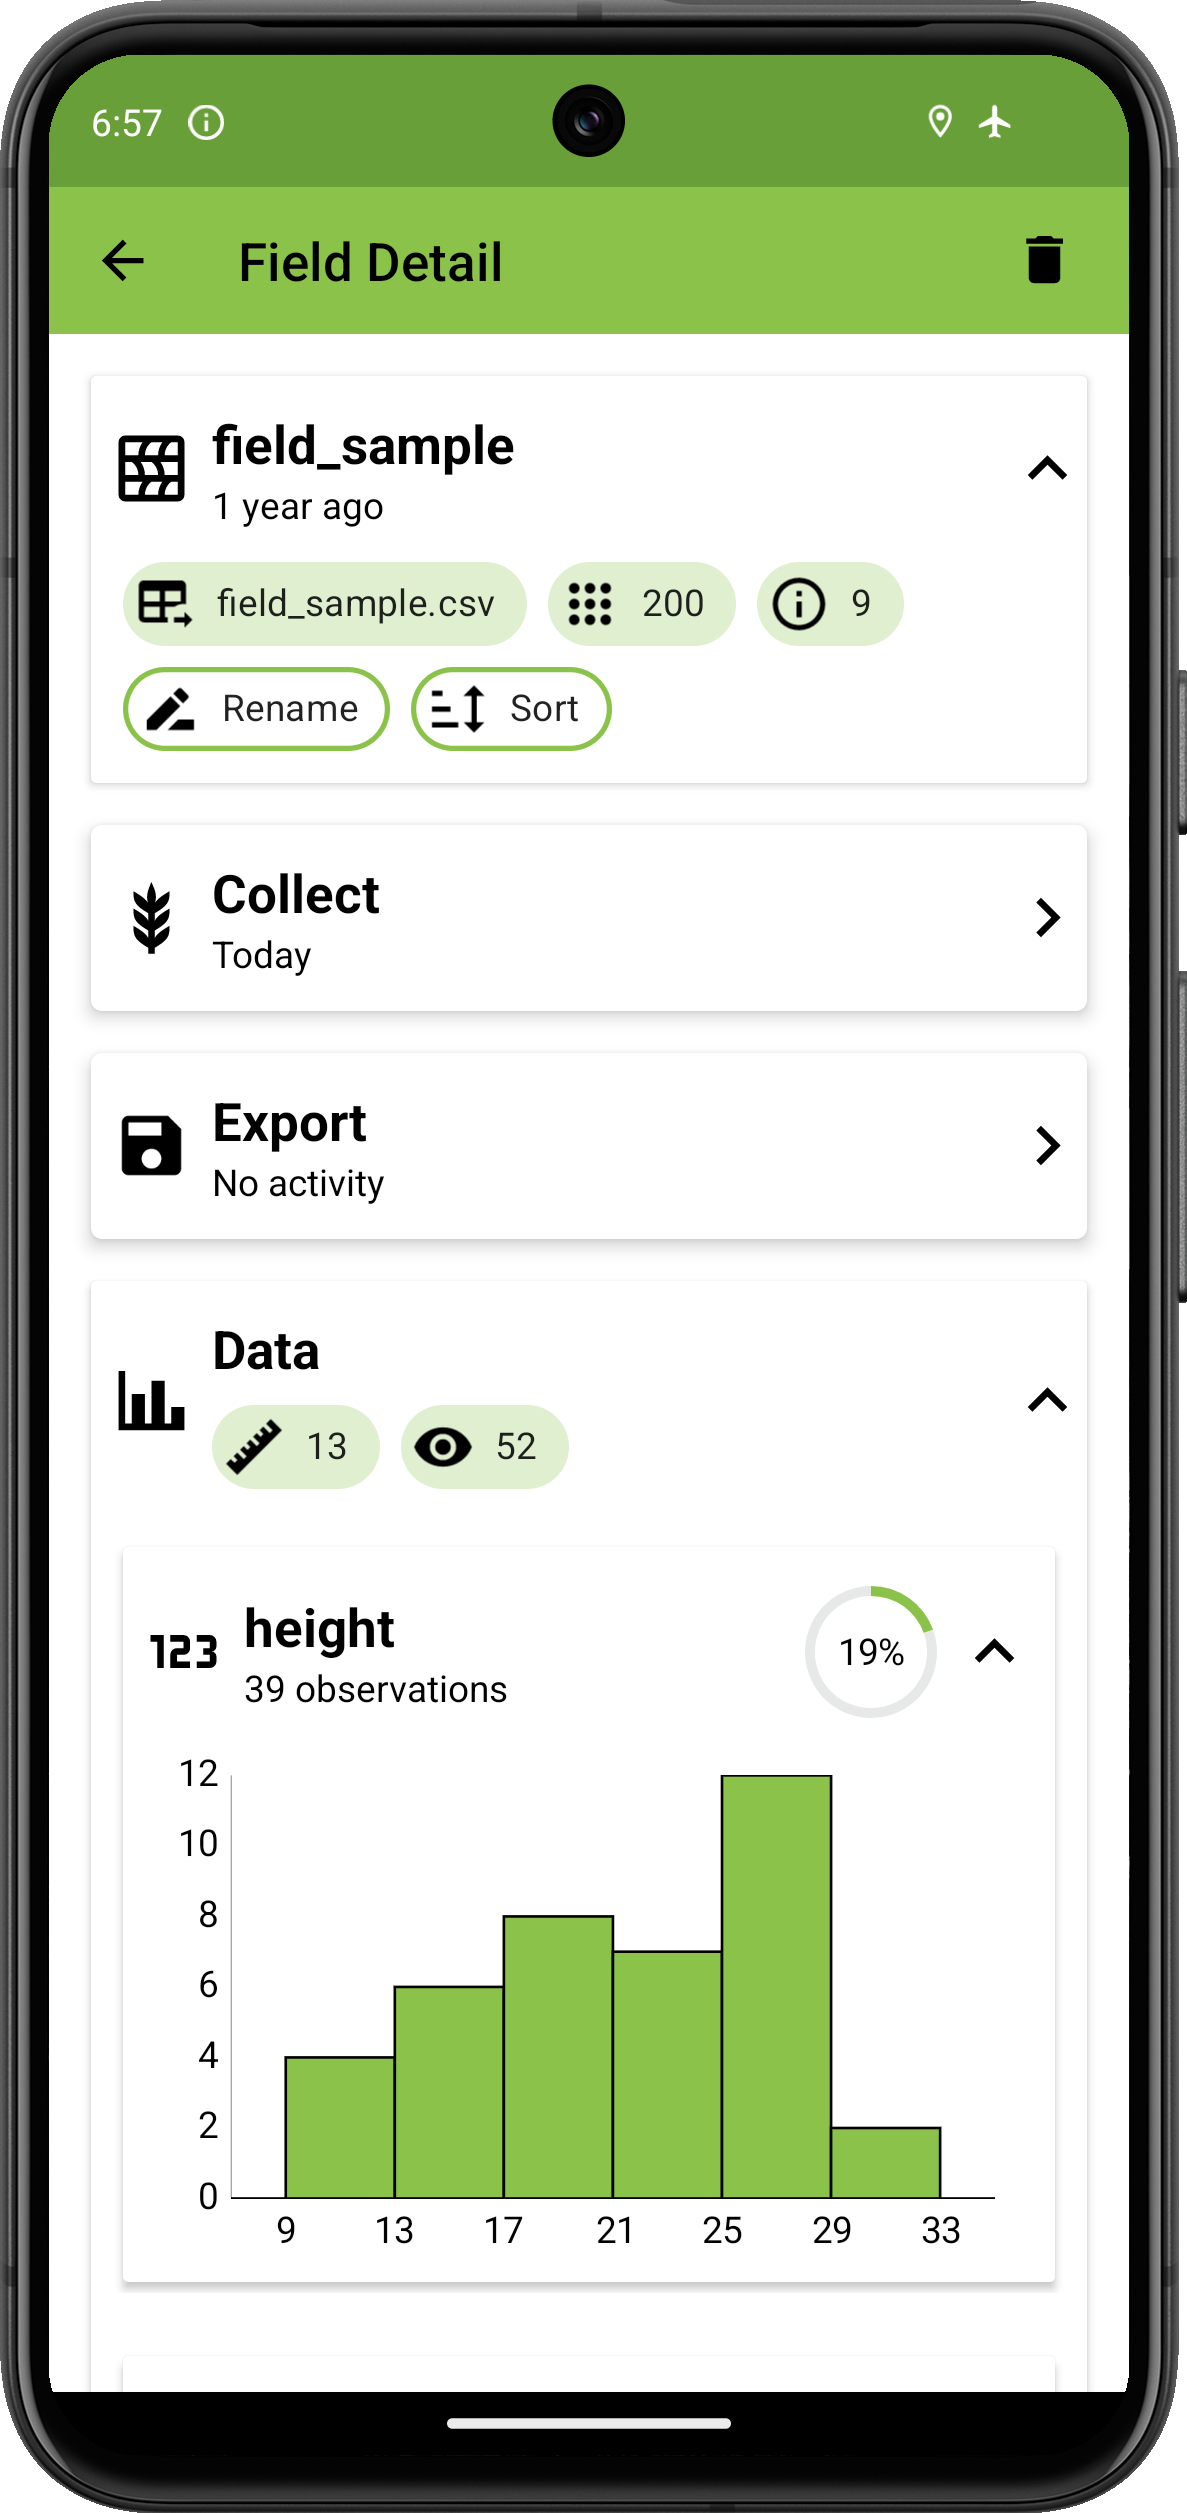 6:57
Field Detail
field_sample
1 year ago
field_sample.csv 200 9
Rename Sort
Collect
Today
Export
No activity
Data
13 52
123 height 19%
39 observations
12
10
8
6
4
2
0
9 13 17 21 25 29 33